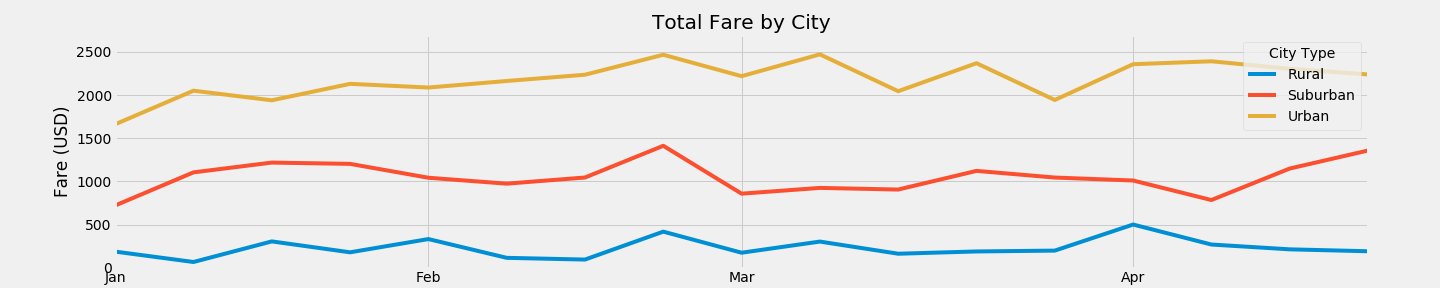 Total Fare by City
Fare (USD)
2500
2000
1500
1000
500
0
Jan
Feb
Mar
Apr
City Type
Rural
Suburban
Urban